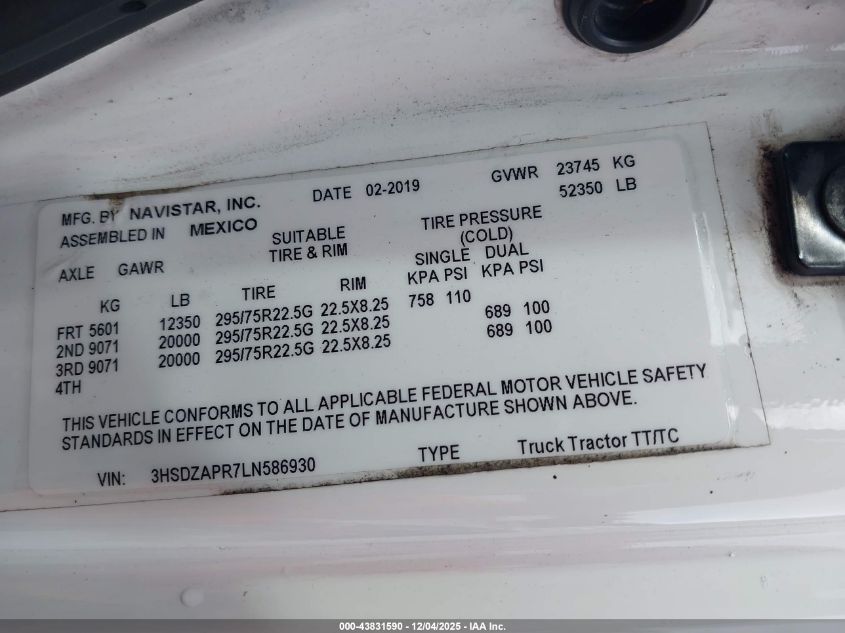 MFG. BY NAVISTAR, INC. DATE 02-2019 GVWR 23745 KG
52350 LB
ASSEMBLED IN MEXICO
SUITABLE TIRE PRESSURE
TIRE & RIM (COLD)
AXLE GAWR SINGLE DUAL
KG LB TIRE RIM KPA PSI KPA PSI
FRT 5601 12350 295/75R22.5G 22.5X8.25 758 110
2ND 9071 20000 295/75R22.5G 22.5X8.25 689 100
3RD 9071 20000 295/75R22.5G 22.5X8.25 689 100
4TH
THIS VEHICLE CONFORMS TO ALL APPLICABLE FEDERAL MOTOR VEHICLE SAFETY
STANDARDS IN EFFECT ON THE DATE OF MANUFACTURE SHOWN ABOVE.
VIN: 3HSDZAPR7LN586930 TYPE Truck Tractor TT/TC
000-43831590 - 12/04/2025 - IAA Inc.